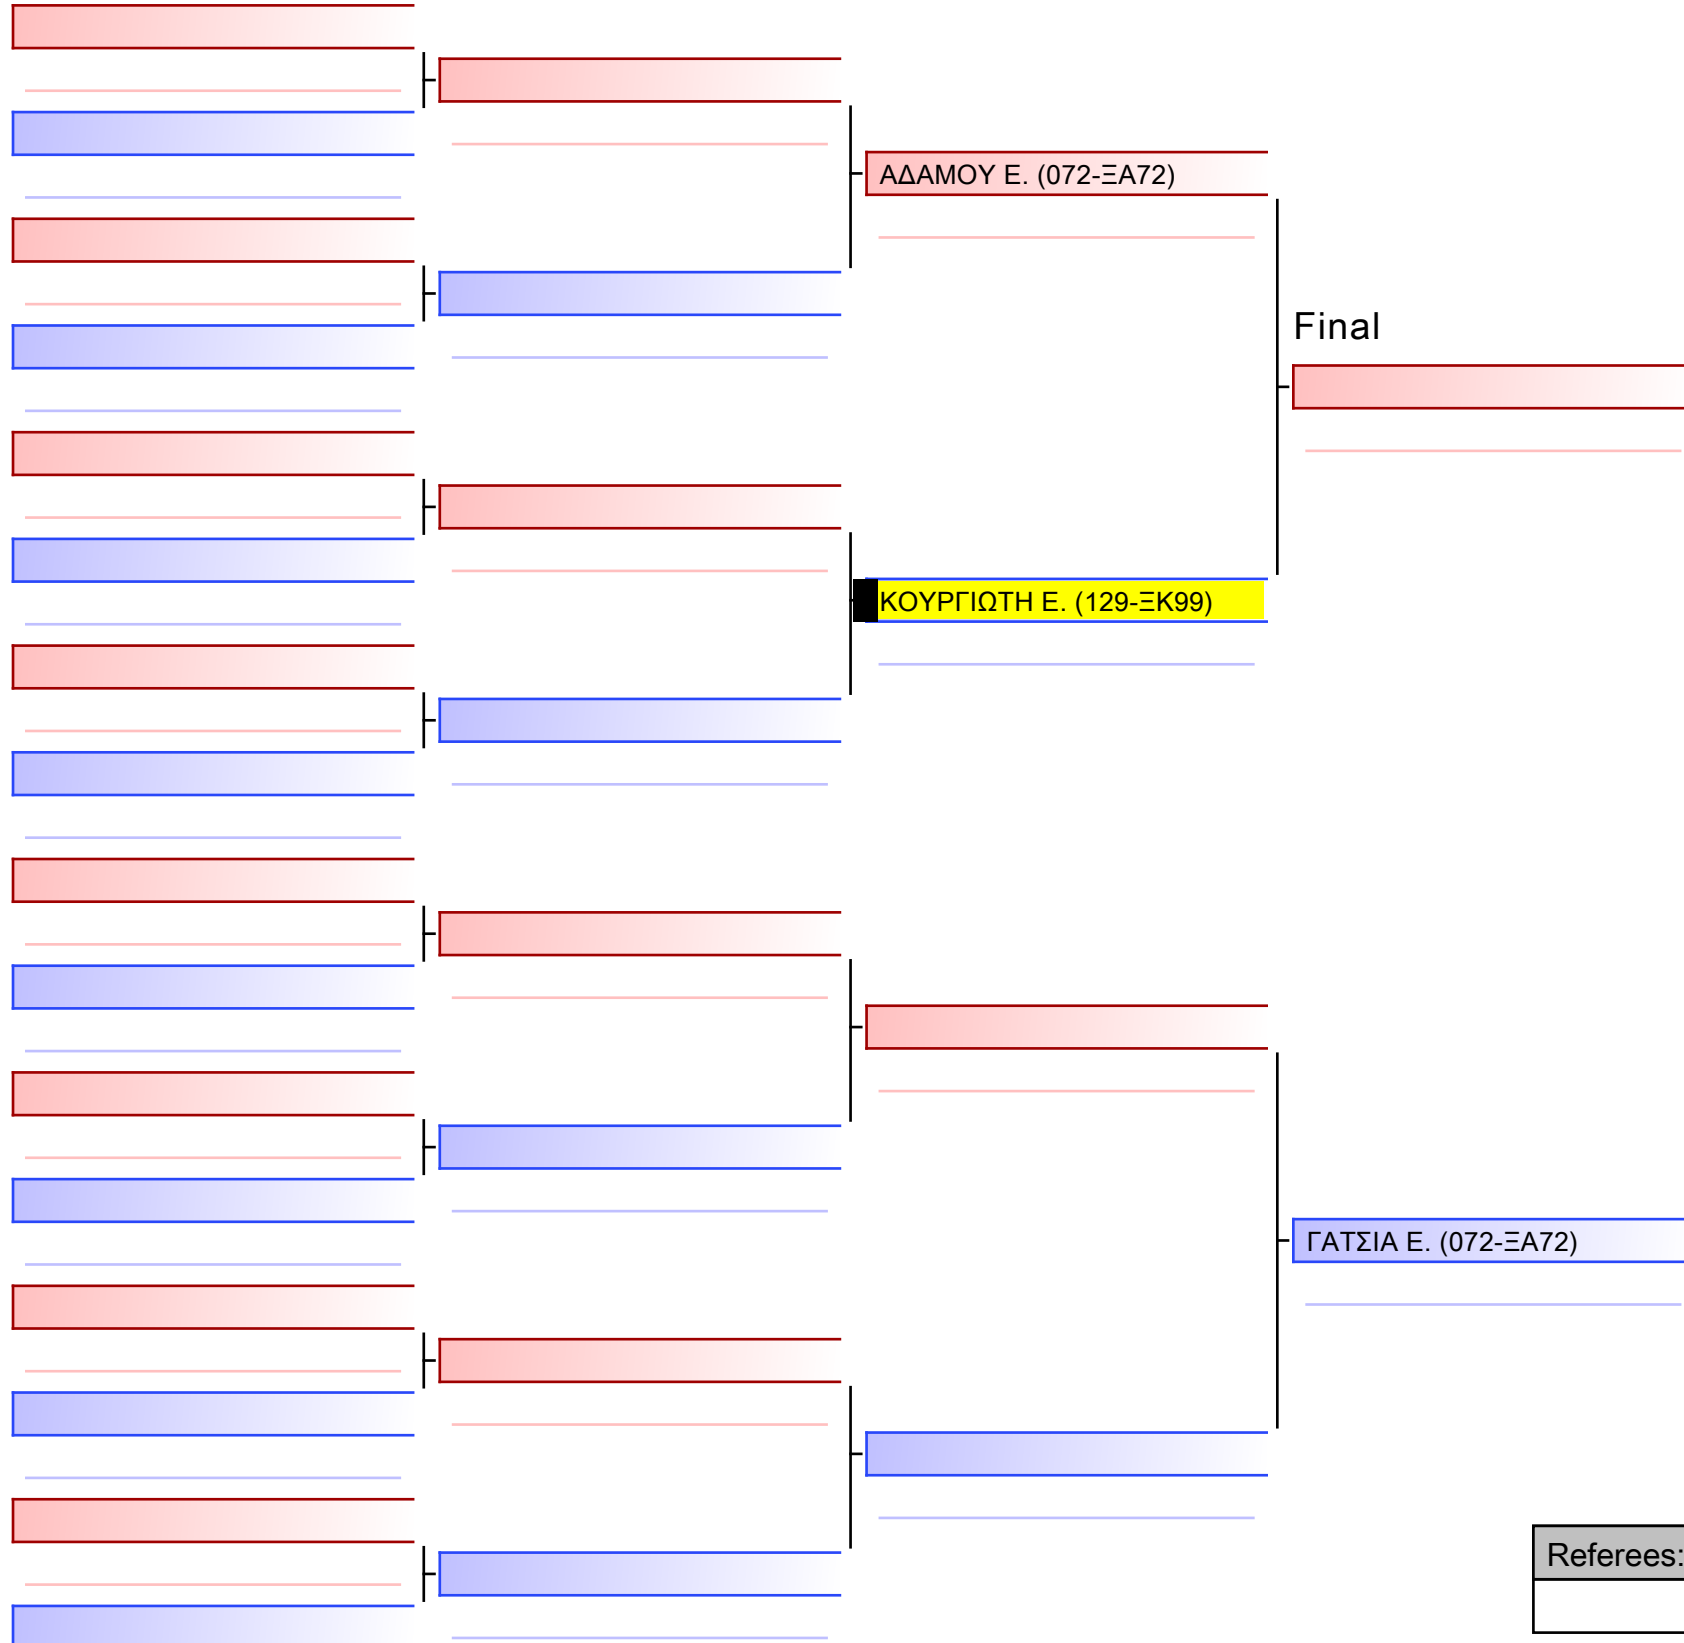 ΑΔΑΜΟΥ Ε. (072-ΞΑ72)
Final
ΚΟΥΡΓΙΩΤΗ Ε. (129-ΞΚ99)
ΓΑΤΣΙΑ Ε. (072-ΞΑ72)
Referees: